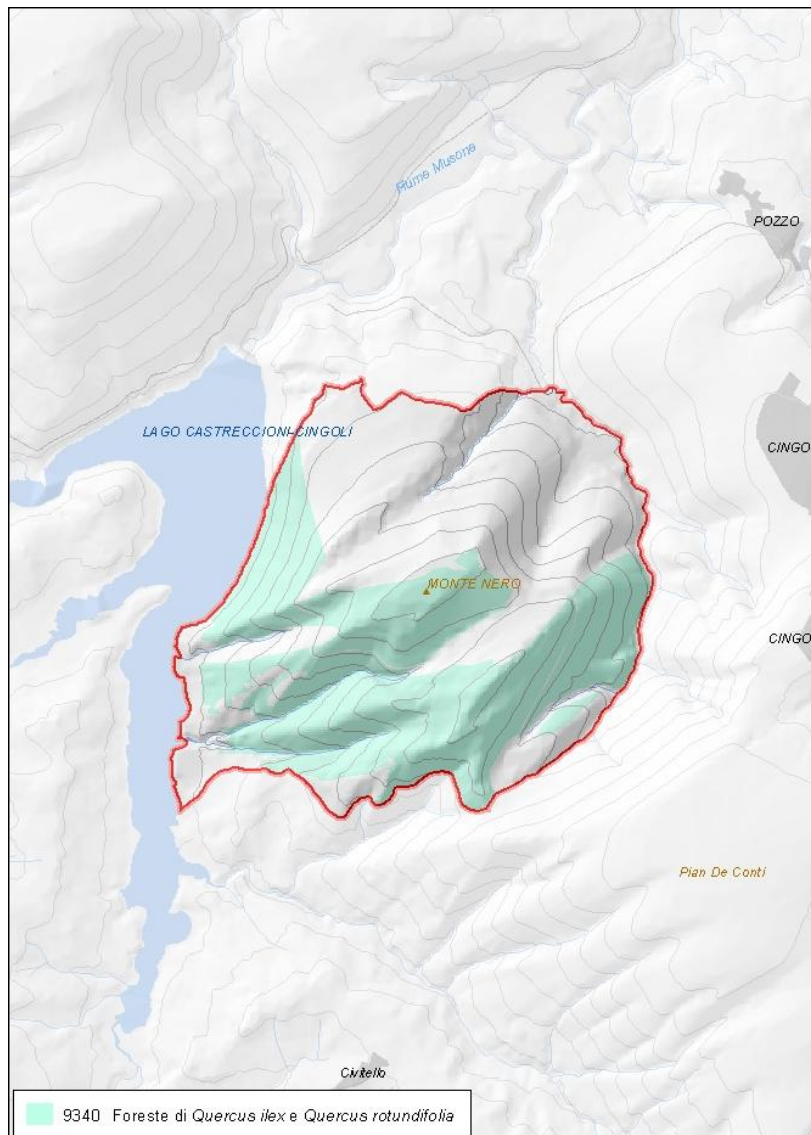 Fiume Musone
POZZO
LAGO CASTRECCIONI-CINGOLI
CINGO
MONTE NERO
CINGO
Pian De Conti
Civitello
9340 Foreste di Quercus ilex e Quercus rotundifolia